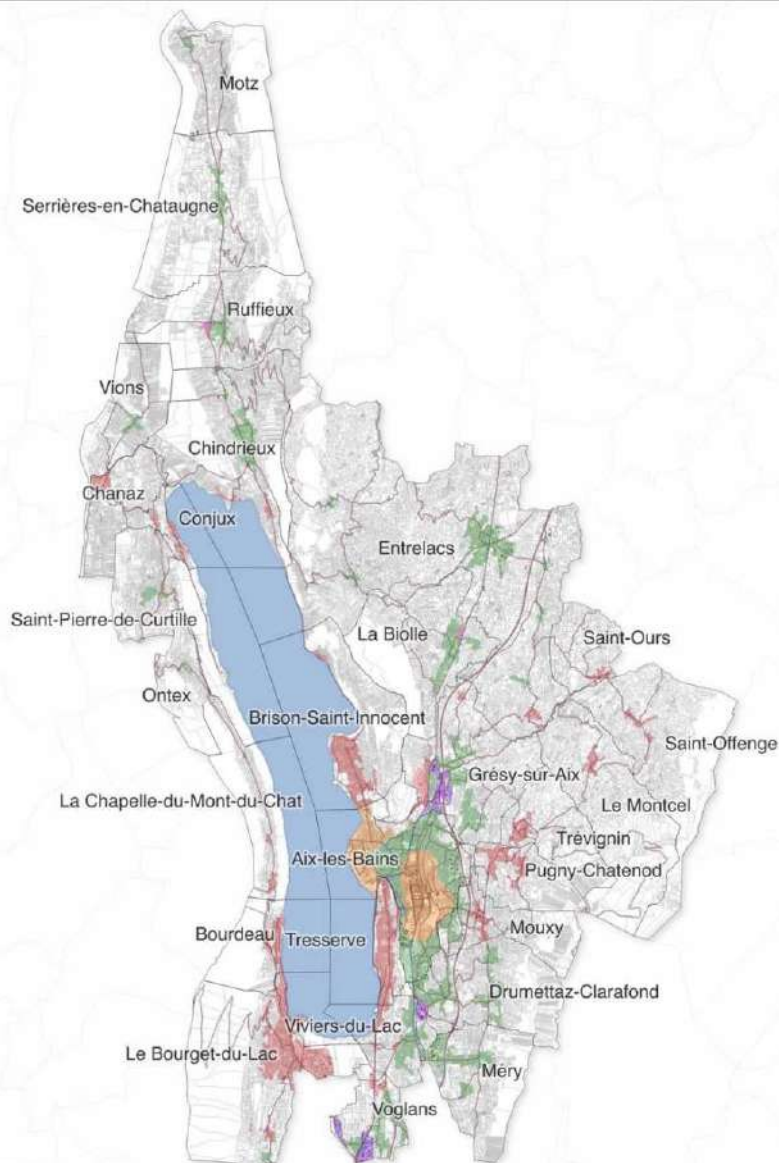 Motz
Serrières-en-Chataugne
Ruffieux
Vions
Chindrieux
Chanaz
Conjux
Entrelacs
Saint-Pierre-de-Curtille
La Biolle
Saint-Ours
Ontex
Brison-Saint-Innocent
Saint-Offenge
Grésy-sur-Aix
La Chapelle-du-Mont-du-Chat
Le Montcel
Trévignin
Aix-les-Bains
Pugny-Chatenod
Mouxy
Bourdeau
Tresserve
Drumettaz-Clarafond
Viviers-du-Lac
Le Bourget-du-Lac
Méry
Voglans